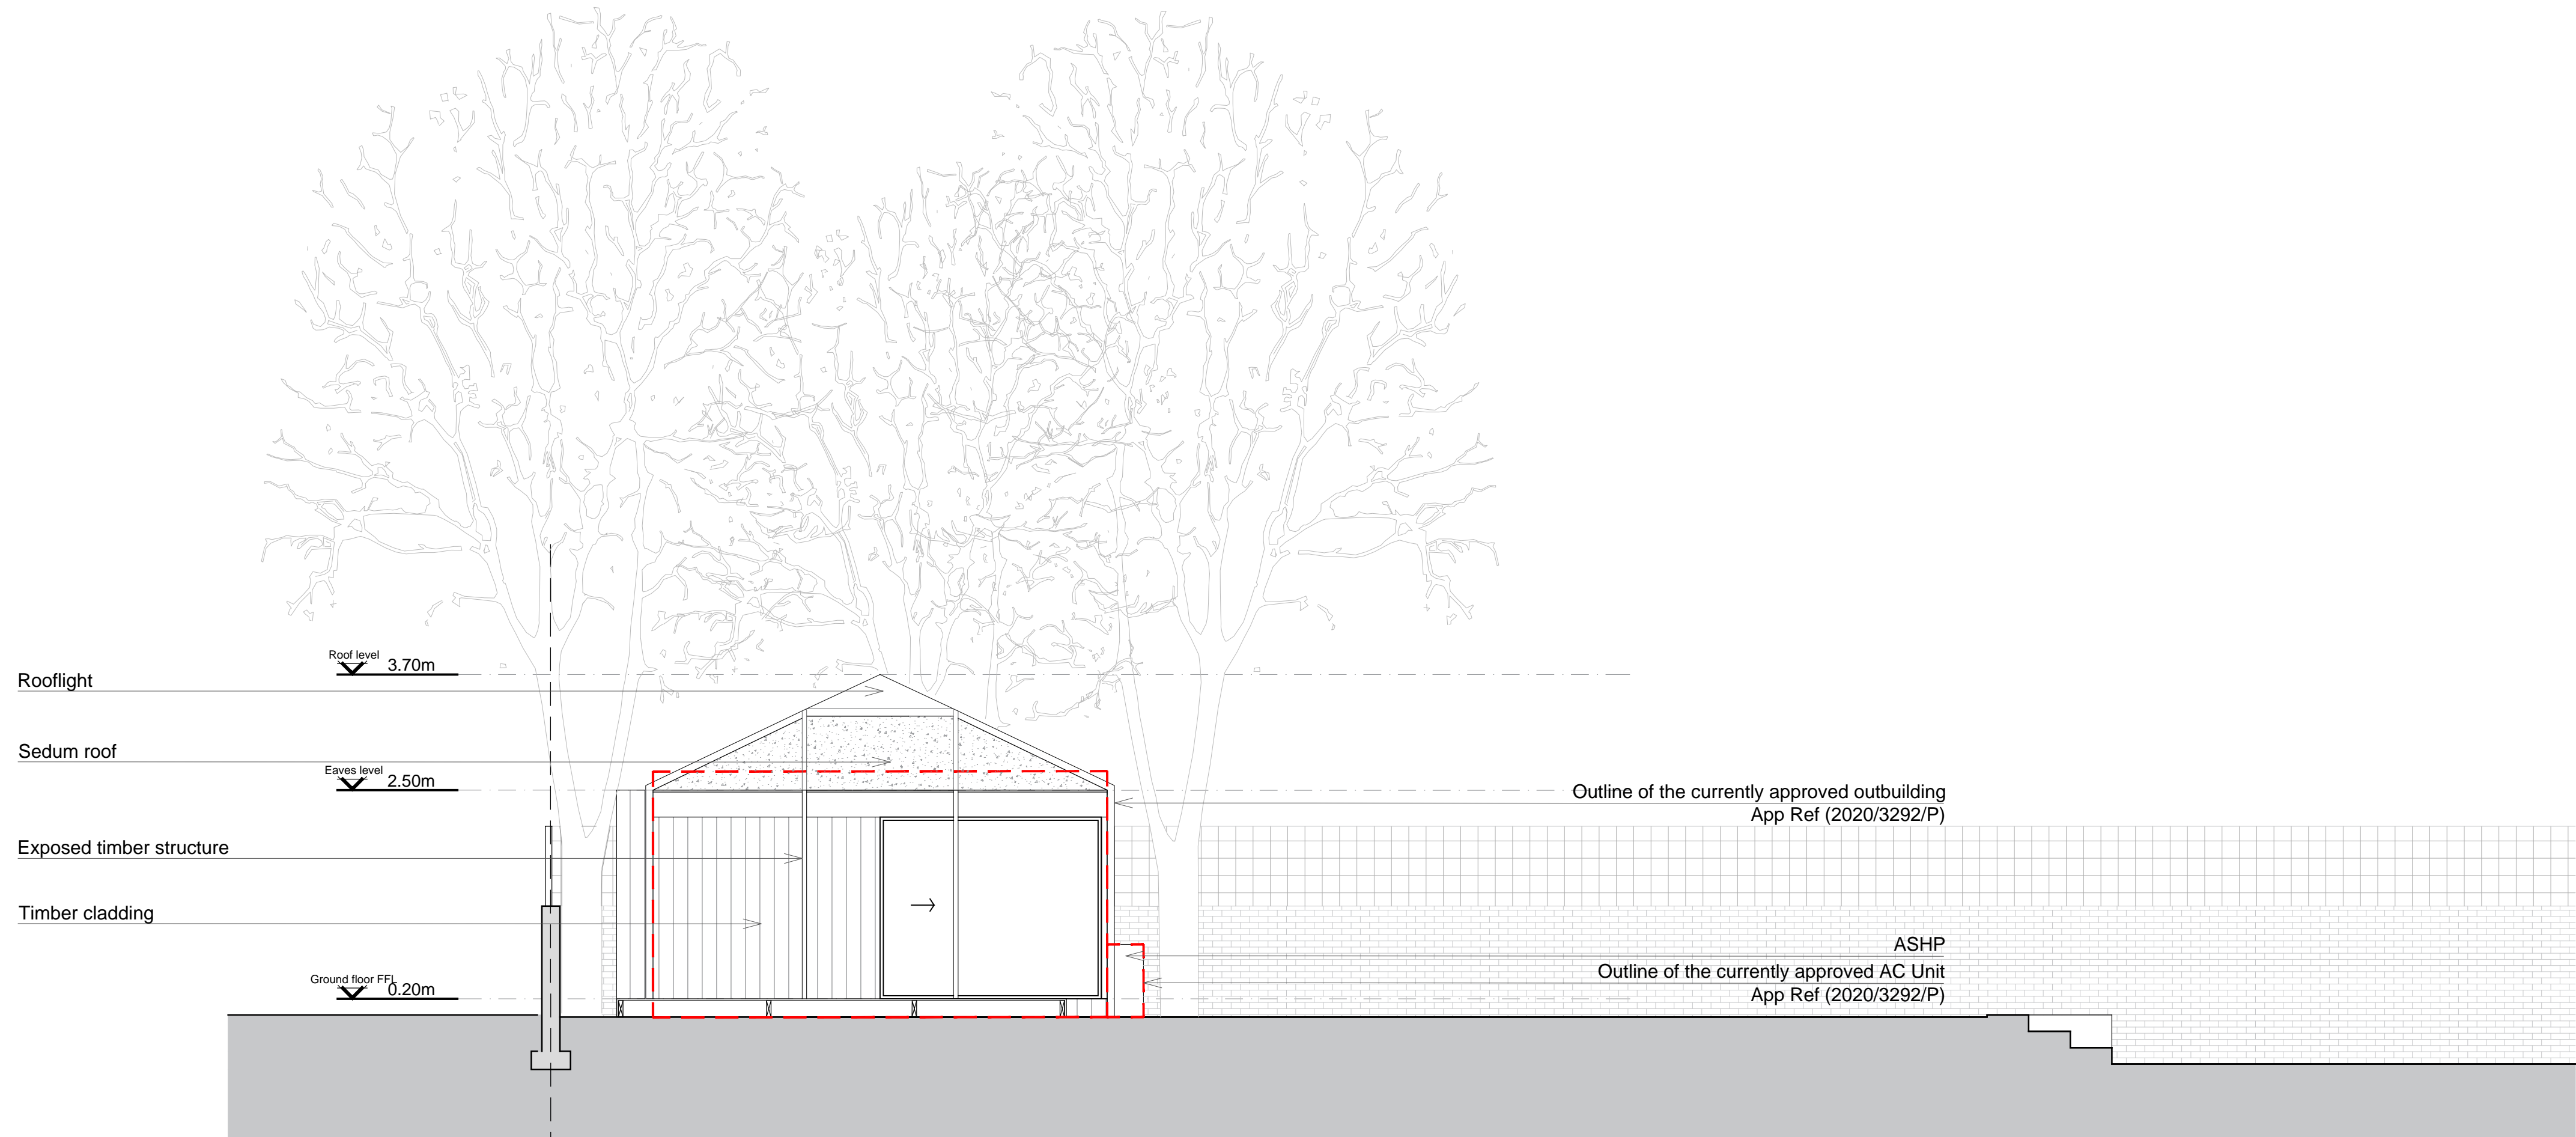 Roof level
3.70m
Rooflight
Sedum roof
Eaves level
2.50m
Outline of the currently approved outbuilding
App Ref (2020/3292/P)
Exposed timber structure
Timber cladding
ASHP
Outline of the currently approved AC Unit
App Ref (2020/3292/P)
Ground floor FFL
0.20m